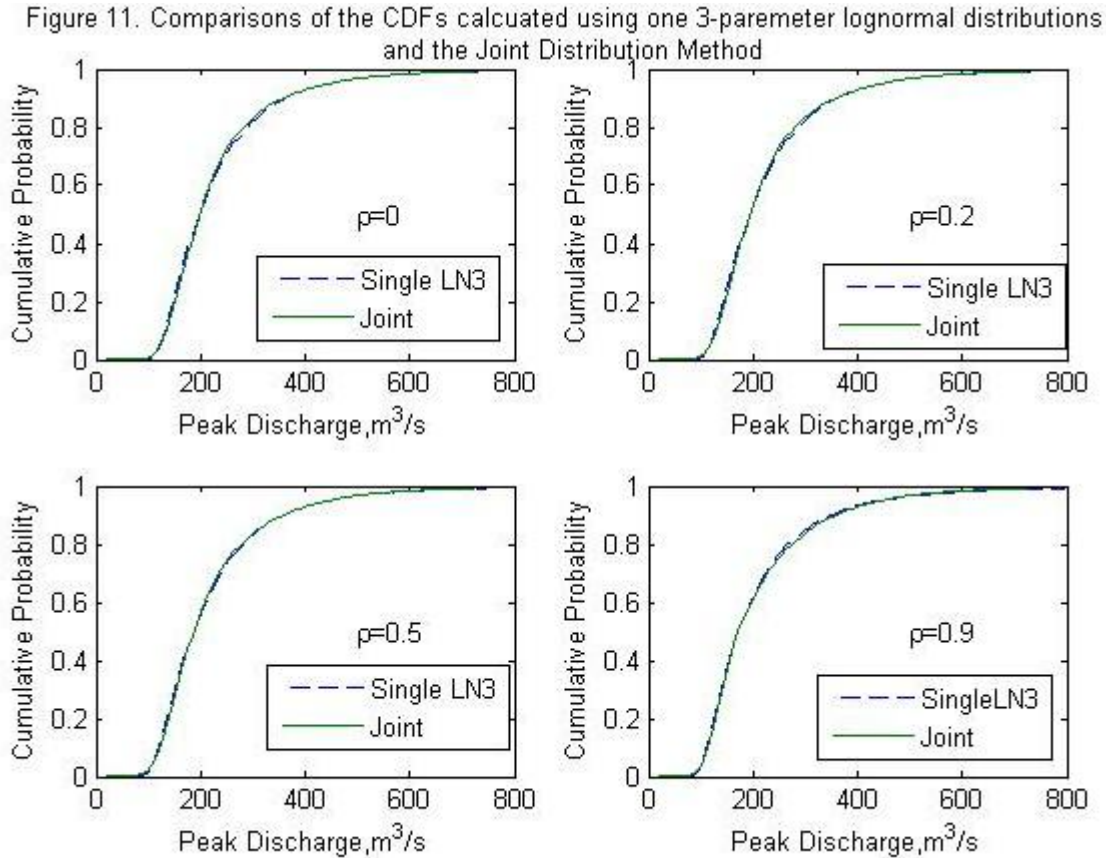 Figure 11. Comparisons of the CDFs calcuated using one 3-paremeter lognormal distributions
and the Joint Distribution Method
Cumulative Probability
1
0.8
0.6
0.4
0.2
0
ρ=0
Single LN3
Joint
0 200 400 600 800
Peak Discharge,m³/s
Cumulative Probability
1
0.8
0.6
0.4
0.2
0
ρ=0.2
Single LN3
Joint
0 200 400 600 800
Peak Discharge,m³/s
Cumulative Probability
1
0.8
0.6
0.4
0.2
0
ρ=0.5
Single LN3
Joint
0 200 400 600 800
Peak Discharge,m³/s
Cumulative Probability
1
0.8
0.6
0.4
0.2
0
ρ=0.9
SingleLN3
Joint
0 200 400 600 800
Peak Discharge,m³/s